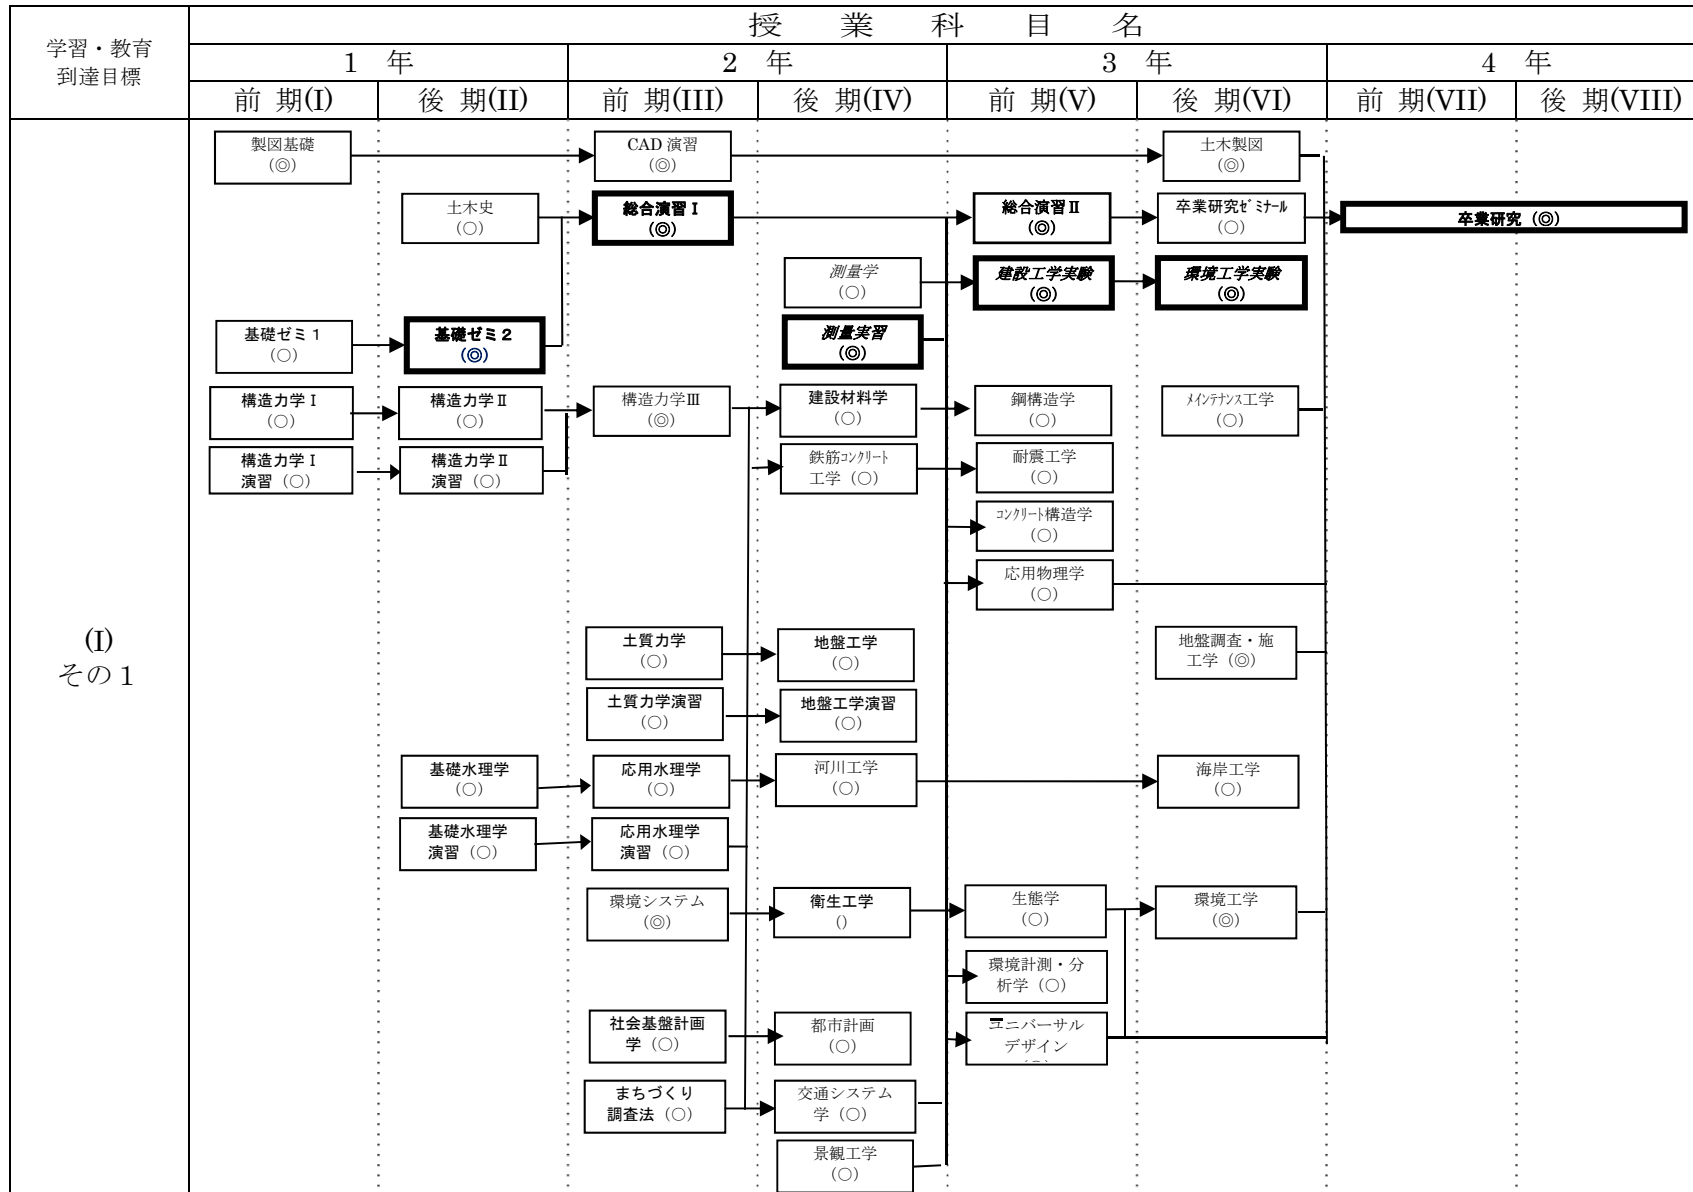 授 業 科 目 名
学習・教育
到達目標
1 年
2 年
3 年
4 年
前 期(I)
後 期(II)
前 期(III)
後 期(IV)
前 期(V)
後 期(VI)
前 期(VII)
後 期(VIII)
(I)
その１
製図基礎
(◎)
CAD 演習
(◎)
土木製図
(◎)
土木史
(○)
総合演習Ⅰ
(◎)
総合演習Ⅱ
(◎)
卒業研究ゼミナール
(○)
卒業研究 (◎)
測量学
(○)
建設工学実験
(◎)
環境工学実験
(◎)
基礎ゼミ１
(○)
基礎ゼミ２
(◎)
測量実習
(◎)
構造力学Ⅰ
(○)
構造力学Ⅱ
(○)
構造力学Ⅲ
(◎)
建設材料学
(○)
鋼構造学
(○)
メインテナンス工学
(○)
構造力学Ⅰ
演習 (○)
構造力学Ⅱ
演習 (○)
鉄筋コンクリート
工学 (○)
耐震工学
(○)
コンクリート構造学
(○)
応用物理学
(○)
土質力学
(○)
地盤工学
(○)
地盤調査・施
工学 (◎)
土質力学演習
(○)
地盤工学演習
(○)
基礎水理学
(○)
応用水理学
(○)
河川工学
(○)
海岸工学
(○)
基礎水理学
演習 (○)
応用水理学
演習 (○)
環境システム
(◎)
衛生工学
()
生態学
(○)
環境工学
(◎)
環境計測・分
析学 (○)
社会基盤計画
学 (○)
都市計画
(○)
ユニバーサル
デザイン
まちづくり
調査法 (○)
交通システム
学 (○)
景観工学
(○)